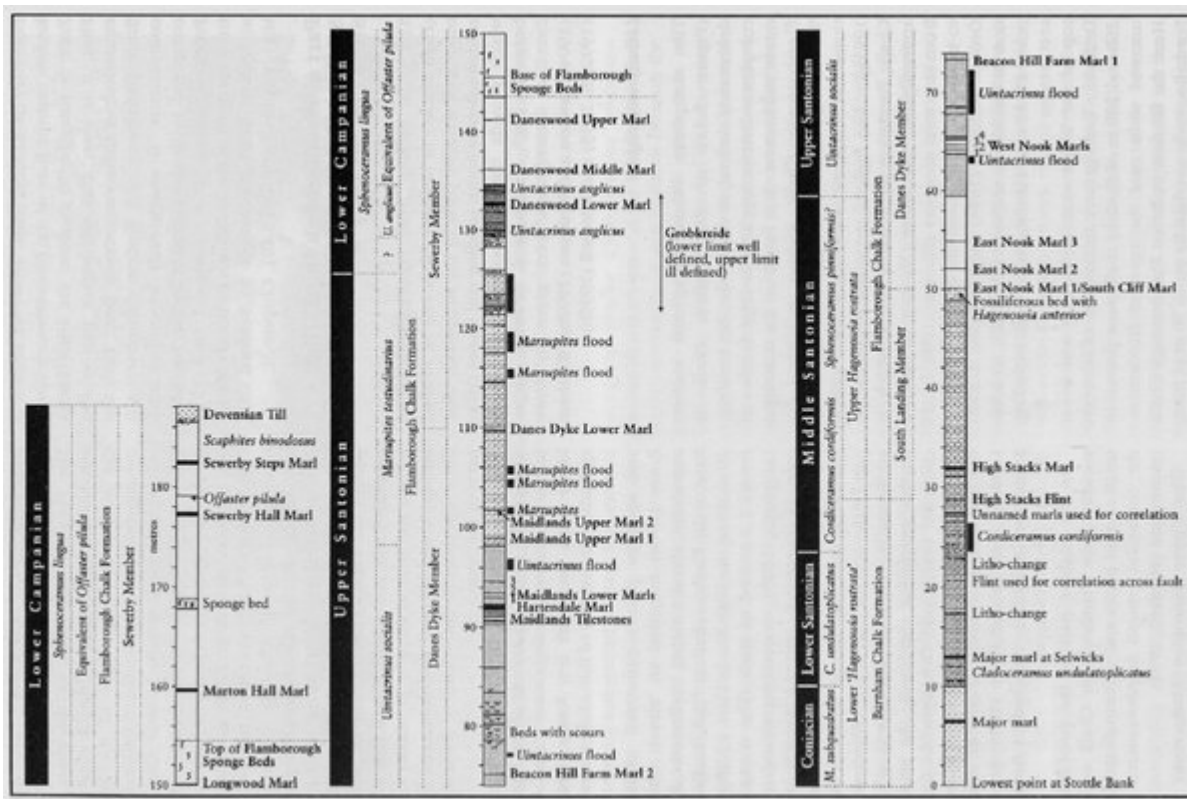 Lower Campanian
Sphenoceramus lingua
Equivalent of Offaster pilula
Flamborough Chalk Formation
Sewerby Member
metres
180
170
160
150
Devensian Till
Scaphites binodosus
Sewerby Steps Marl
Offaster pilula
Sewerby Hall Marl
Sponge bed
Marton Hall Marl
Top of Flamborough
Sponge Beds
Longwood Marl
Lower Campanian
Upper Santonian
Sphenoceramus lingua
U. anglicus
Equivalent of Offaster pilula
?
Marsupites testudinarius
Uintacrinus socialis
Flamborough Chalk Formation
Sewerby Member
Danes Dyke Member
150
140
130
120
110
100
90
80
Base of Flamborough
Sponge Beds
Daneswood Upper Marl
Daneswood Middle Marl
Uintacrinus anglicus
Daneswood Lower Marl
Uintacrinus anglicus
Grobkreide
(lower limit well
defined, upper limit
ill defined)
Marsupites flood
Marsupites flood
Danes Dyke Lower Marl
Marsupites flood
Marsupites flood
Marsupites
Maidlands Upper Marl 2
Maidlands Upper Marl 1
Uintacrinus flood
Maidlands Lower Marls
Hartendale Marl
Maidlands Tilestones
Beds with scours
Uintacrinus flood
Beacon Hill Farm Marl 2
Upper Santonian
Middle Santonian
Lower Santonian
Coniacian
Uintacrinus socialis
Sphenoceramus pinniformis?
Cordiceramus cordiformis
C. undulatoplicatus
M. subquadratus
Upper Hagenowia rostrata
Lower 'Hagenowia rostrata'
Flamborough Chalk Formation
Burnham Chalk Formation
Danes Dyke Member
South Landing Member
70
60
50
40
30
20
10
0
Beacon Hill Farm Marl 1
Uintacrinus flood
West Nook Marls
Uintacrinus flood
East Nook Marl 3
East Nook Marl 2
East Nook Marl 1/South Cliff Marl
Fossiliferous bed with
Hagenowia anterior
High Stacks Marl
High Stacks Flint
Unnamed marls used for correlation
Cordiceramus cordiformis
Litho-change
Flint used for correlation across fault
Litho-change
Major marl at Selwicks
Cladoceramus undulatoplicatus
Major marl
Lowest point at Stottle Bank